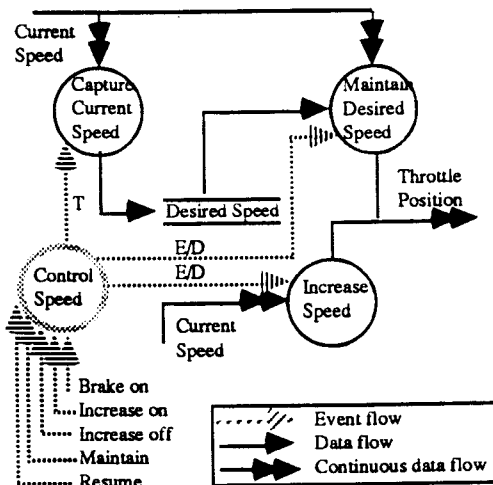 Current
Speed
Capture
Current
Speed
Maintain
Desired
Speed
Throttle
Position
T
Desired Speed
E/D
E/D
Control
Speed
Increase
Speed
Current
Speed
Brake on
Increase on
Increase off
Maintain
Resume
Event flow
Data flow
Continuous data flow